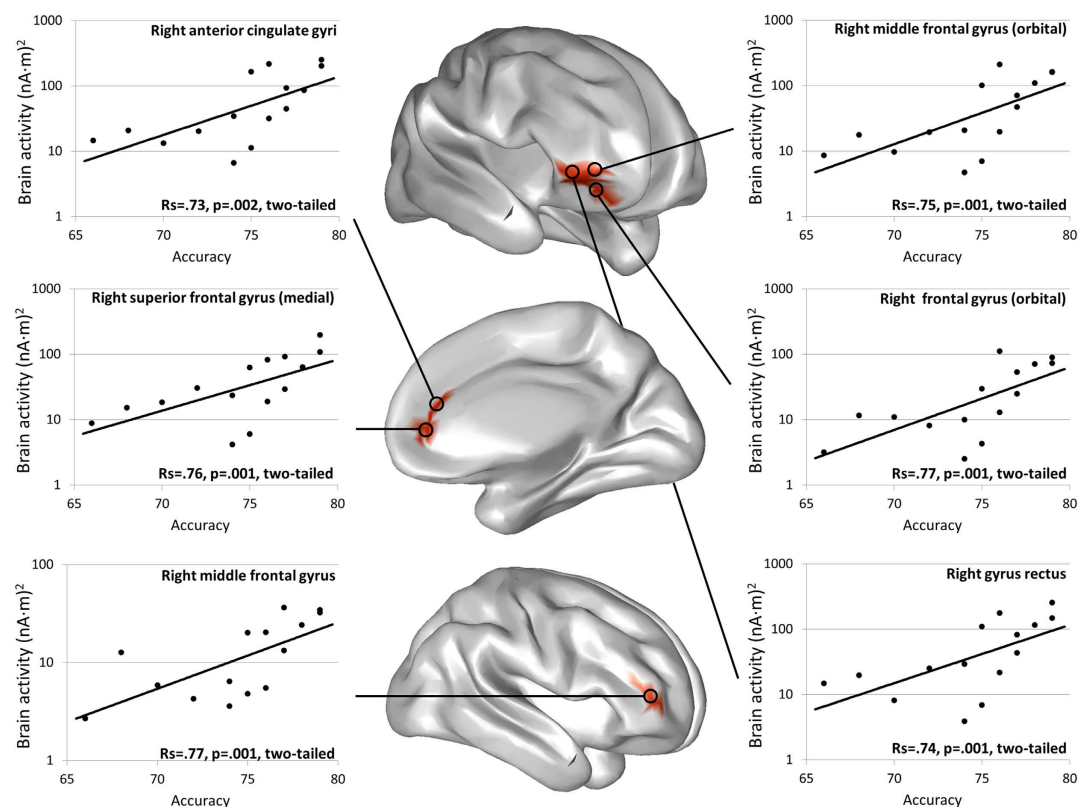 Right anterior cingulate gyri
Brain activity (nA·m)²
1000
100
10
1
Rs=.73, p=.002, two-tailed
65 70 75 80
Accuracy
Right middle frontal gyrus (orbital)
Brain activity (nA·m)²
1000
100
10
1
Rs=.75, p=.001, two-tailed
65 70 75 80
Accuracy
Right superior frontal gyrus (medial)
Brain activity (nA·m)²
1000
100
10
1
Rs=.76, p=.001, two-tailed
65 70 75 80
Accuracy
Right frontal gyrus (orbital)
Brain activity (nA·m)²
1000
100
10
1
Rs=.77, p=.001, two-tailed
65 70 75 80
Accuracy
Right middle frontal gyrus
Brain activity (nA·m)²
100
10
1
Rs=.77, p=.001, two-tailed
65 70 75 80
Accuracy
Right gyrus rectus
Brain activity (nA·m)²
1000
100
10
1
Rs=.74, p=.001, two-tailed
65 70 75 80
Accuracy